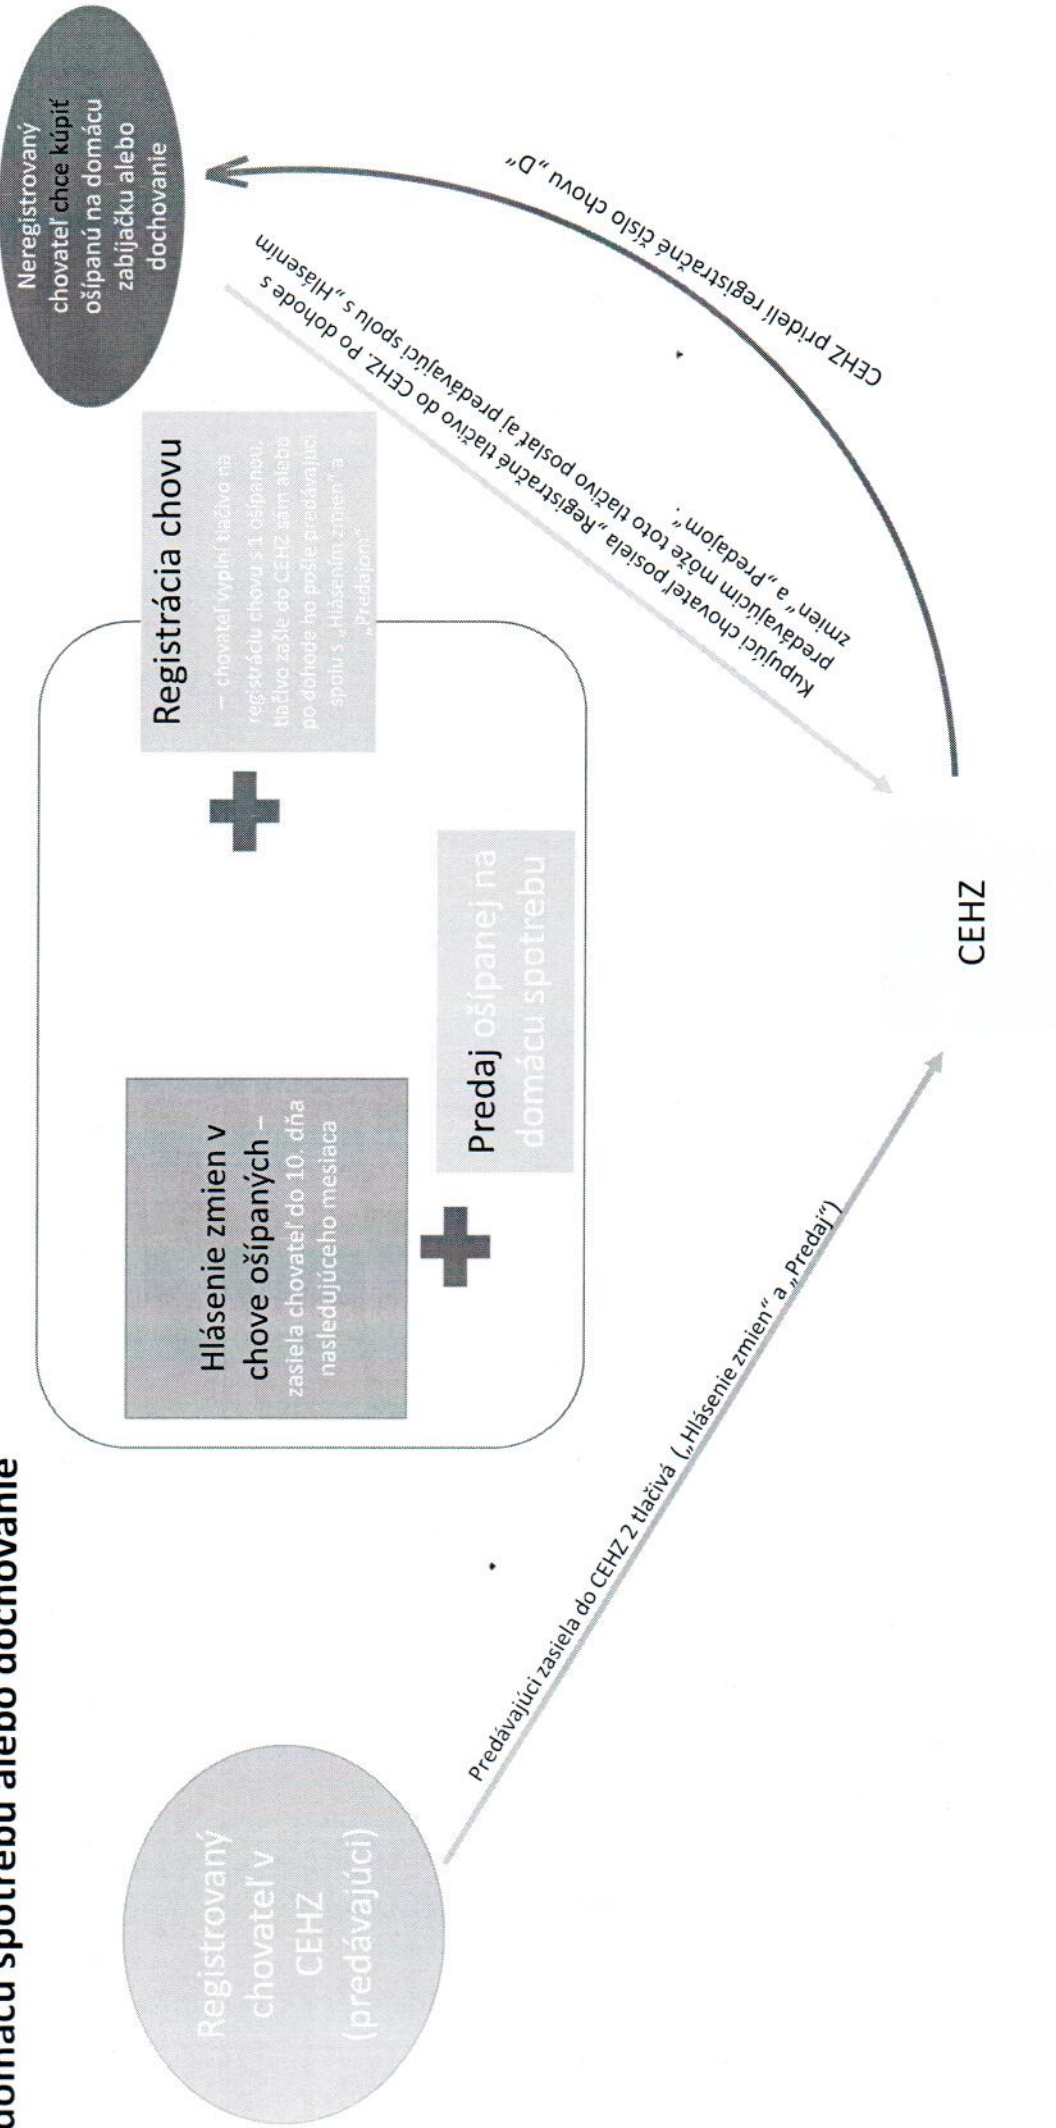 domácu spotrebu alebo dochovanie
Registrovaný
chovateľ v
CEHZ
(predávajúci)
Hlásenie zmien v
chove ošípaných –
zasiela chovateľ do 10. dňa
nasledujúceho mesiaca
Predaj ošípanej na
domácu spotrebu
Registrácia chovu
– chovateľ vyplní tlačivo na
registráciu chovu s 1 ošípanou,
tlačivo zašle do CEHZ sám alebo
po dohode ho pošle predávajúci
spolu s „Hlásením zmien" a
„Predajom"
Neregistrovaný
chovateľ chce kúpiť
ošípanú na domácu
zabíjačku alebo
dochovanie
Predávajúci zasiela do CEHZ 2 tlačivá („Hlásenie zmien" a „Predaj")
Kupujúci chovateľ posiela „Registračné tlačivo do CEHZ. Po dohode s
predávajúcim môže toto tlačivo poslať aj predávajúci spolu s „Hlásením
zmien" a „Predajom".
CEHZ pridelí registračné číslo chovu „D"
CEHZ